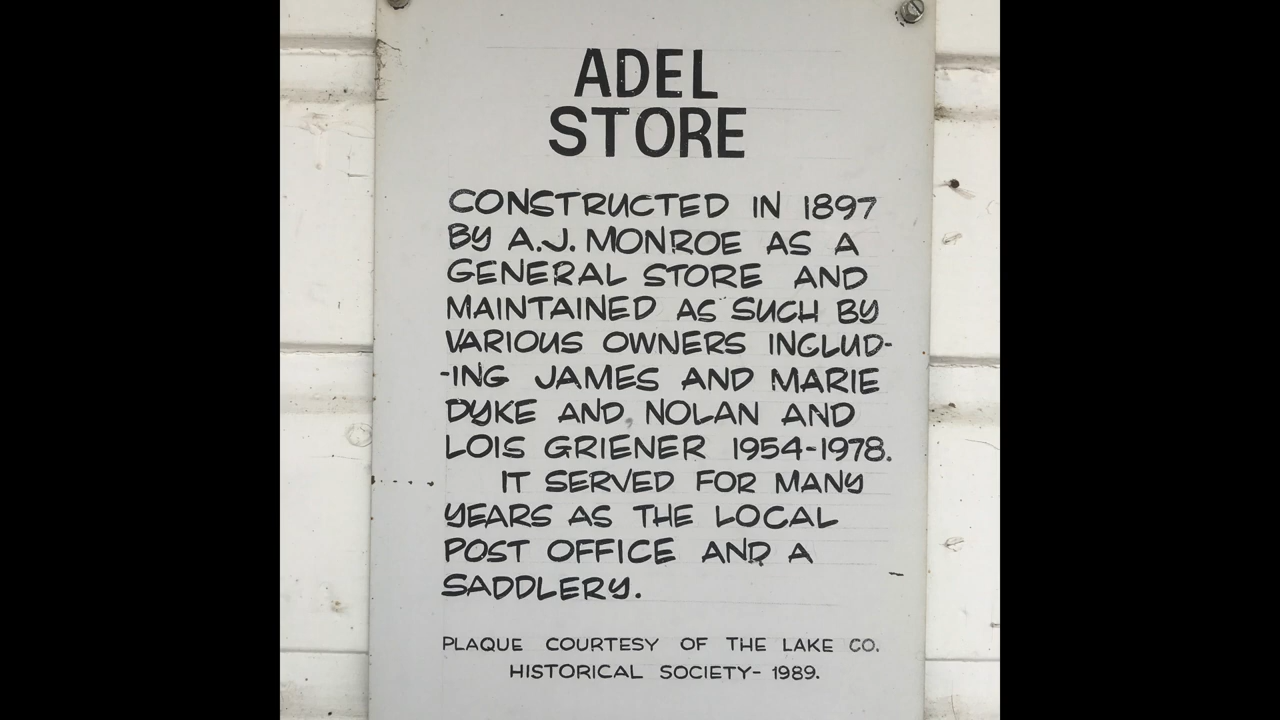 ADEL
STORE
CONSTRUCTED IN 1897
BY A.J. MONROE AS A
GENERAL STORE AND
MAINTAINED AS SUCH BY
VARIOUS OWNERS INCLUD-
-ING JAMES AND MARIE
DYKE AND NOLAN AND
LOIS GRIENER 1954-1978.
IT SERVED FOR MANY
YEARS AS THE LOCAL
POST OFFICE AND A
SADDLERY.
PLAQUE COURTESY OF THE LAKE CO.
HISTORICAL SOCIETY- 1989.